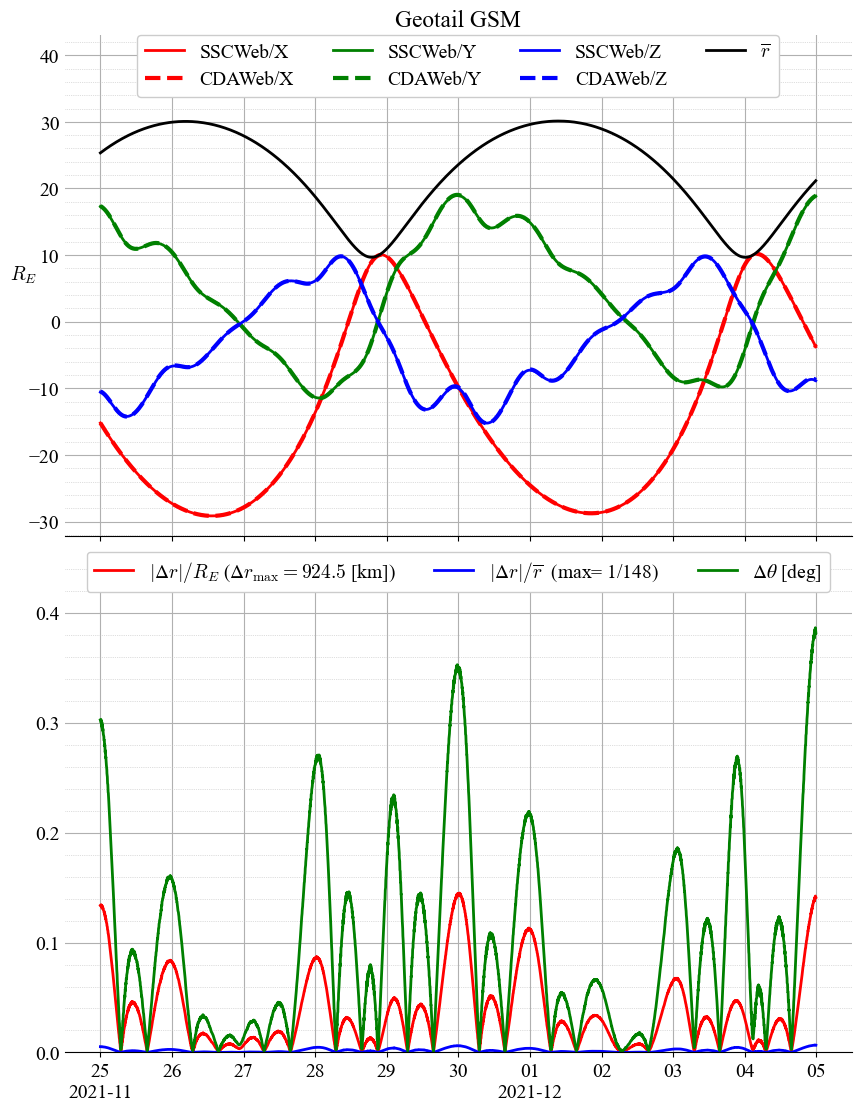 Geotail GSM
SSCWeb/X SSCWeb/Y SSCWeb/Z r̅
CDAWeb/X CDAWeb/Y CDAWeb/Z
40
30
20
10
R_E
0
−10
−20
−30
|Δr|/R_E (Δr_max = 924.5 [km]) |Δr|/r̅ (max= 1/148) Δθ [deg]
0.4
0.3
0.2
0.1
0.0
25 26 27 28 29 30 01 02 03 04 05
2021-11 2021-12